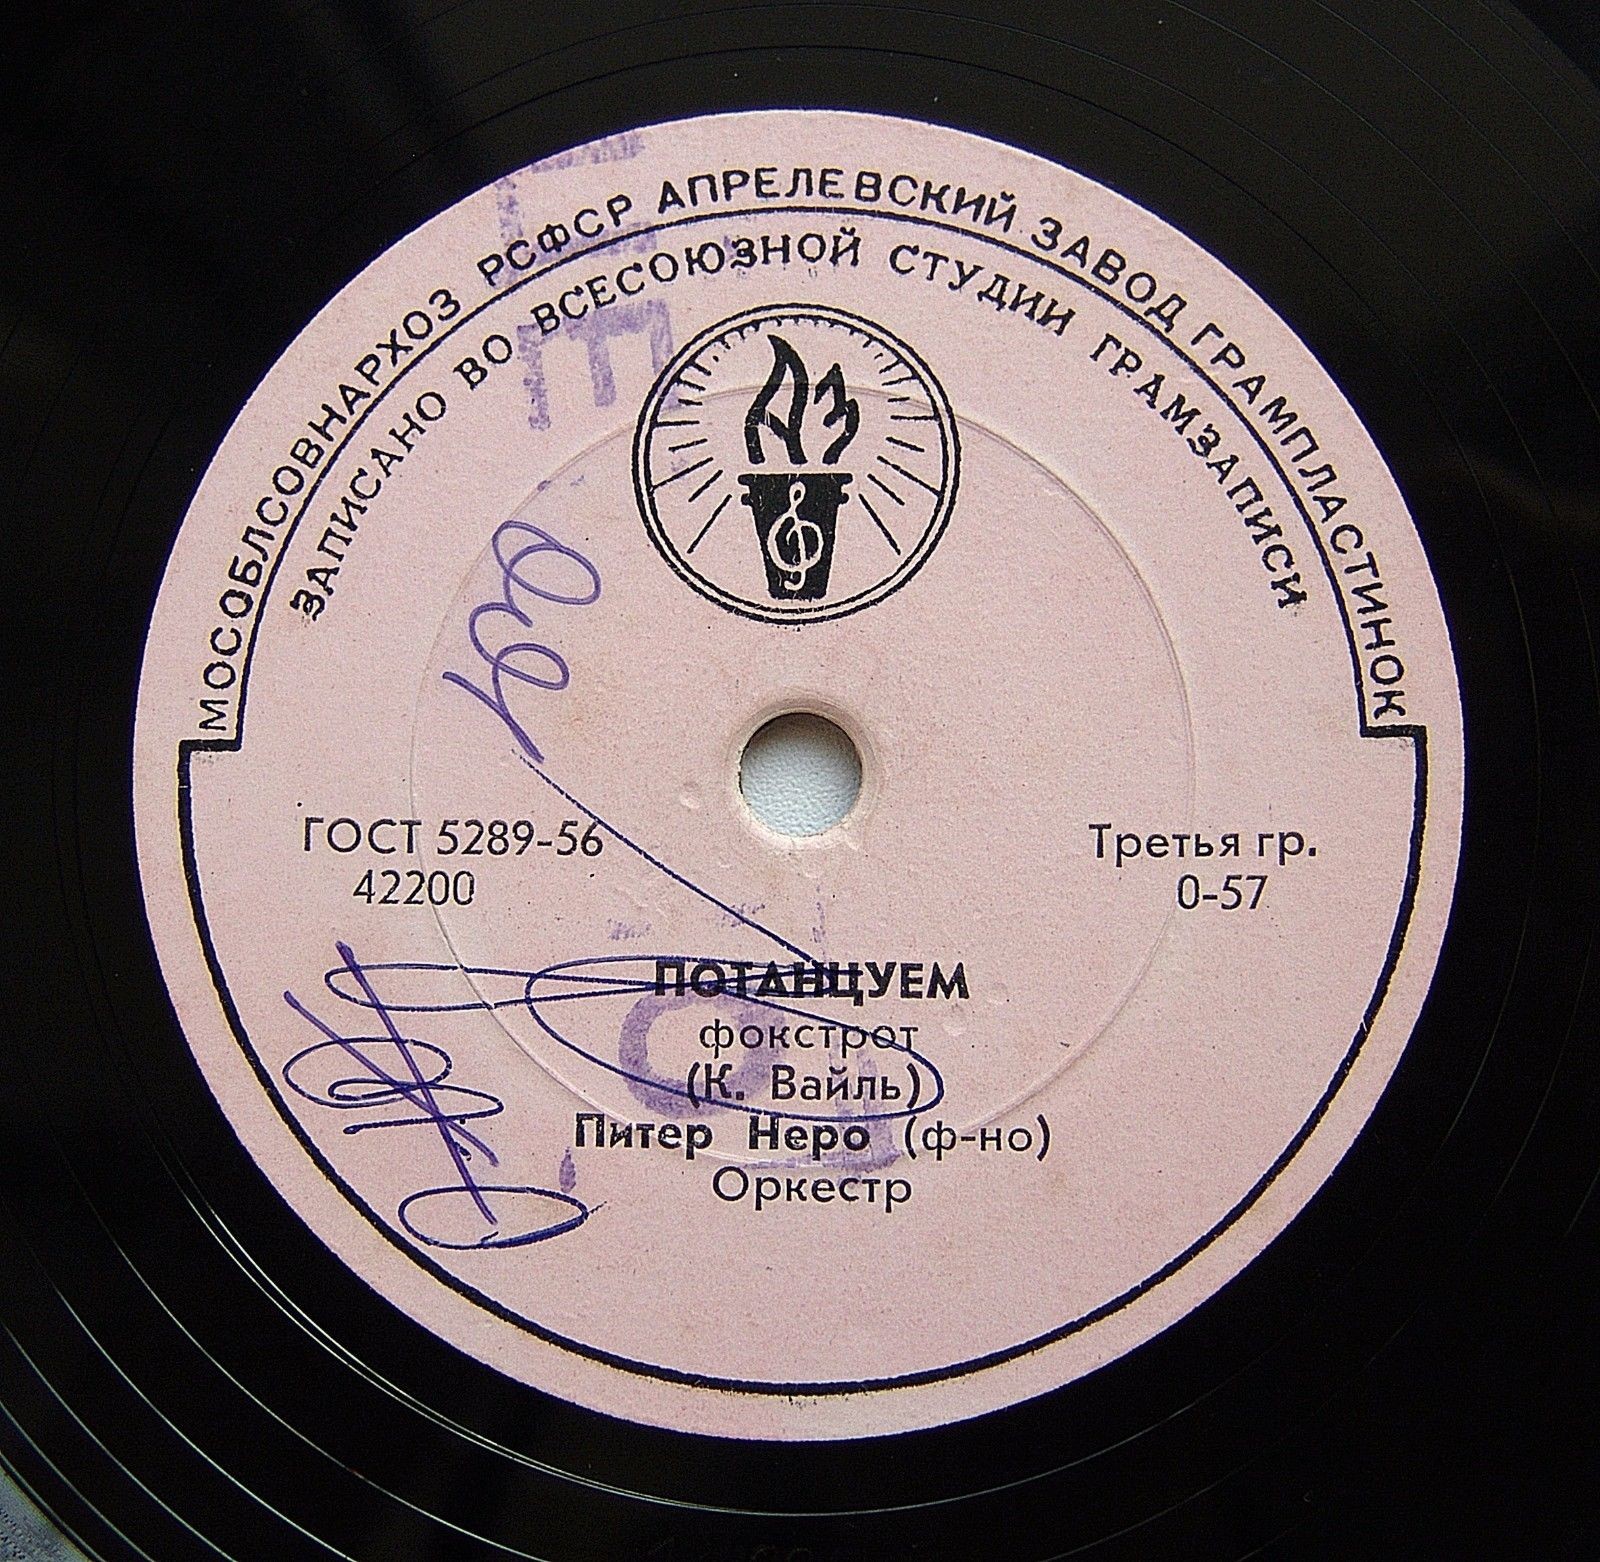 МОСОБЛСОВНАРХОЗ РСФСР АПРЕЛЕВСКИЙ ЗАВОД ГРАМПЛАСТИНОК
ЗАПИСАНО ВО ВСЕСОЮЗНОЙ СТУДИИ ГРАМЗАПИСИ
АЗ
ГОСТ 5289-56
42200
Третья гр.
0-57
ПОТАНЦУЕМ
фокстрот
(К. Вайль)
Питер Неро (ф-но)
Оркестр